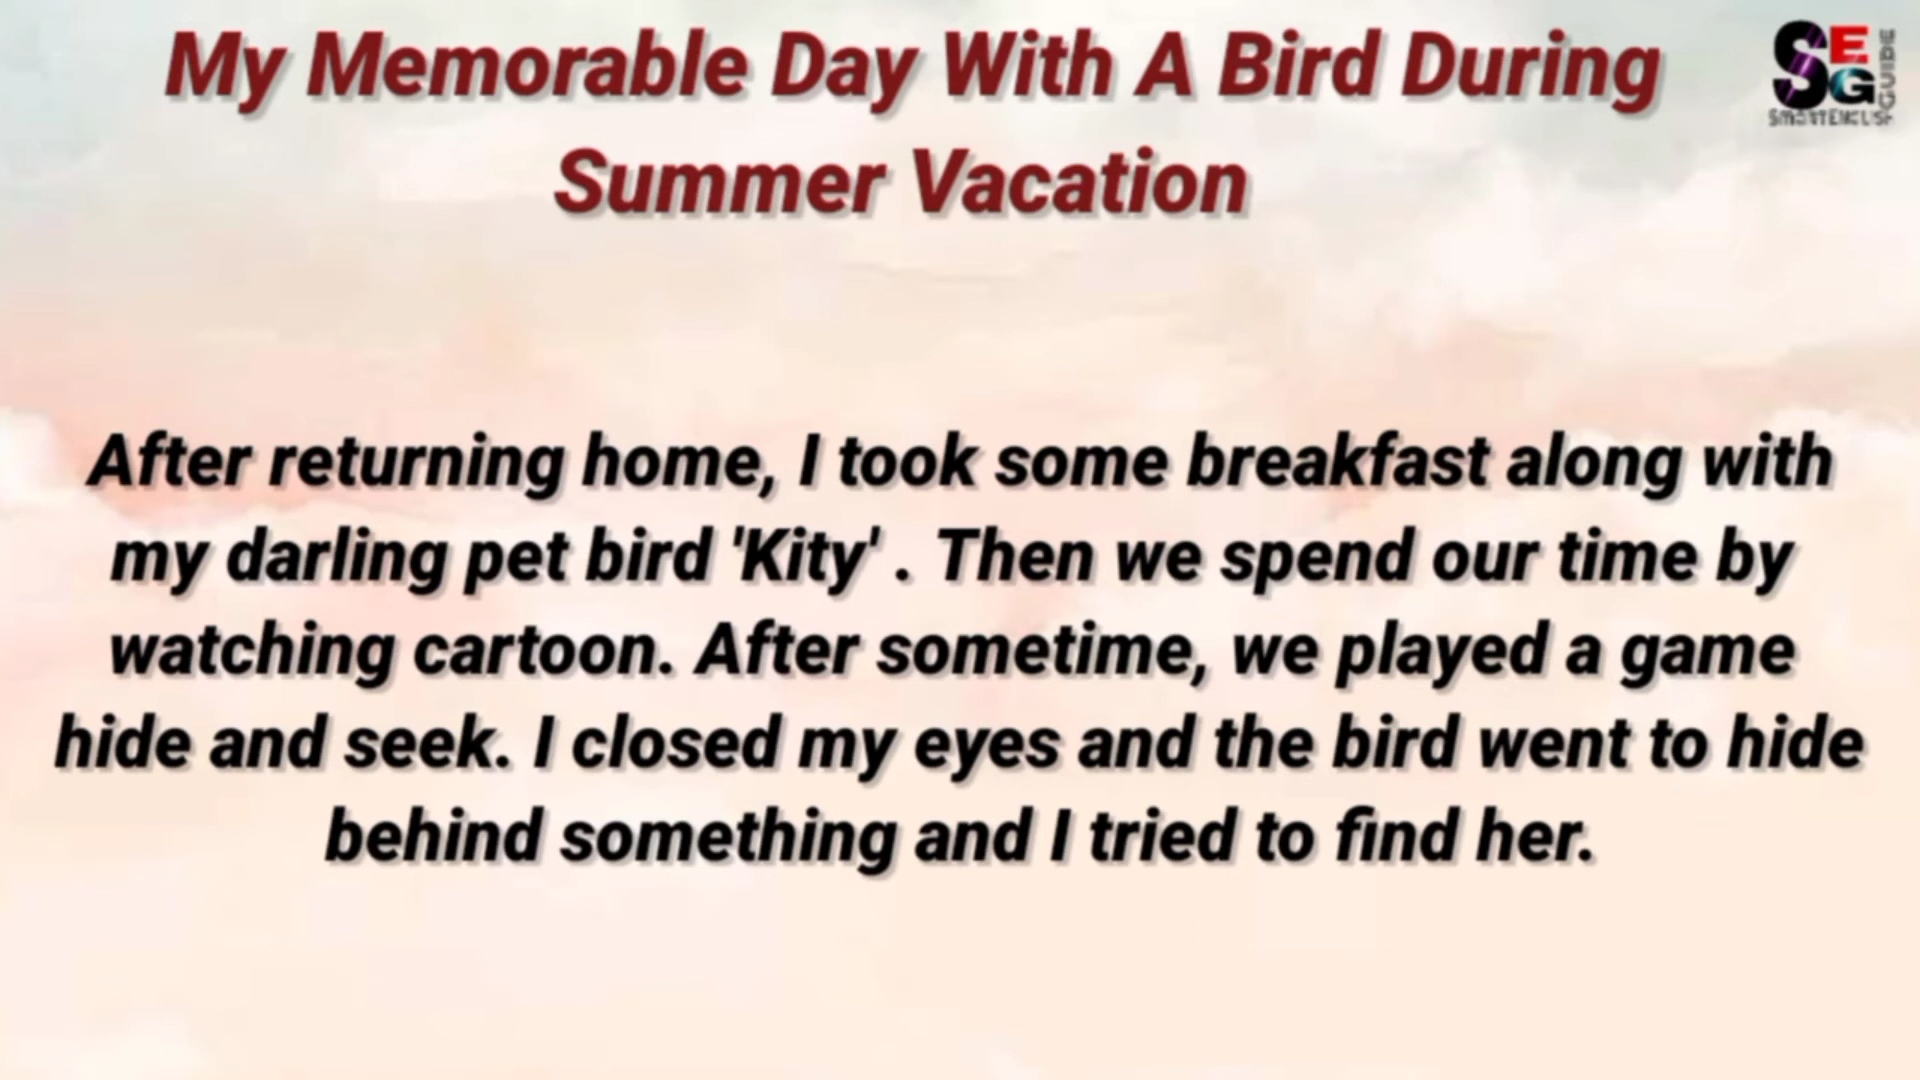 My Memorable Day With A Bird During
Summer Vacation
SEG
GUIDE
SMARTENGLISH
After returning home, I took some breakfast along with
my darling pet bird 'Kity' . Then we spend our time by
watching cartoon. After sometime, we played a game
hide and seek. I closed my eyes and the bird went to hide
behind something and I tried to find her.